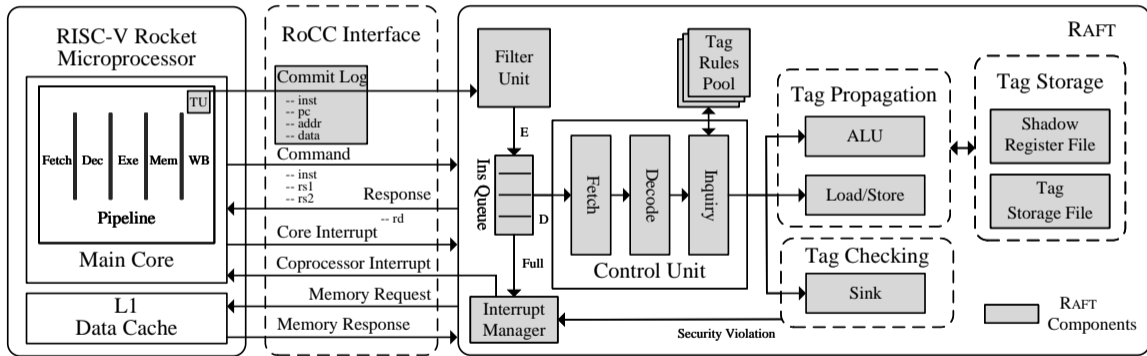 RISC-V Rocket
Microprocessor
TU
Fetch
Dec
Exe
Mem
WB
Pipeline
Main Core
L1
Data Cache
RoCC Interface
Commit Log
-- inst
-- pc
-- addr
-- data
Command
-- inst
-- rs1
-- rs2
Response
-- rd
Core Interrupt
Coprocessor Interrupt
Memory Request
Memory Response
RAFT
Filter
Unit
E
Ins Queue
D
Full
Interrupt
Manager
Tag
Rules
Pool
Fetch
Decode
Inquiry
Control Unit
Tag Propagation
ALU
Load/Store
Tag Checking
Sink
Security Violation
Tag Storage
Shadow
Register File
Tag
Storage File
RAFT
Components